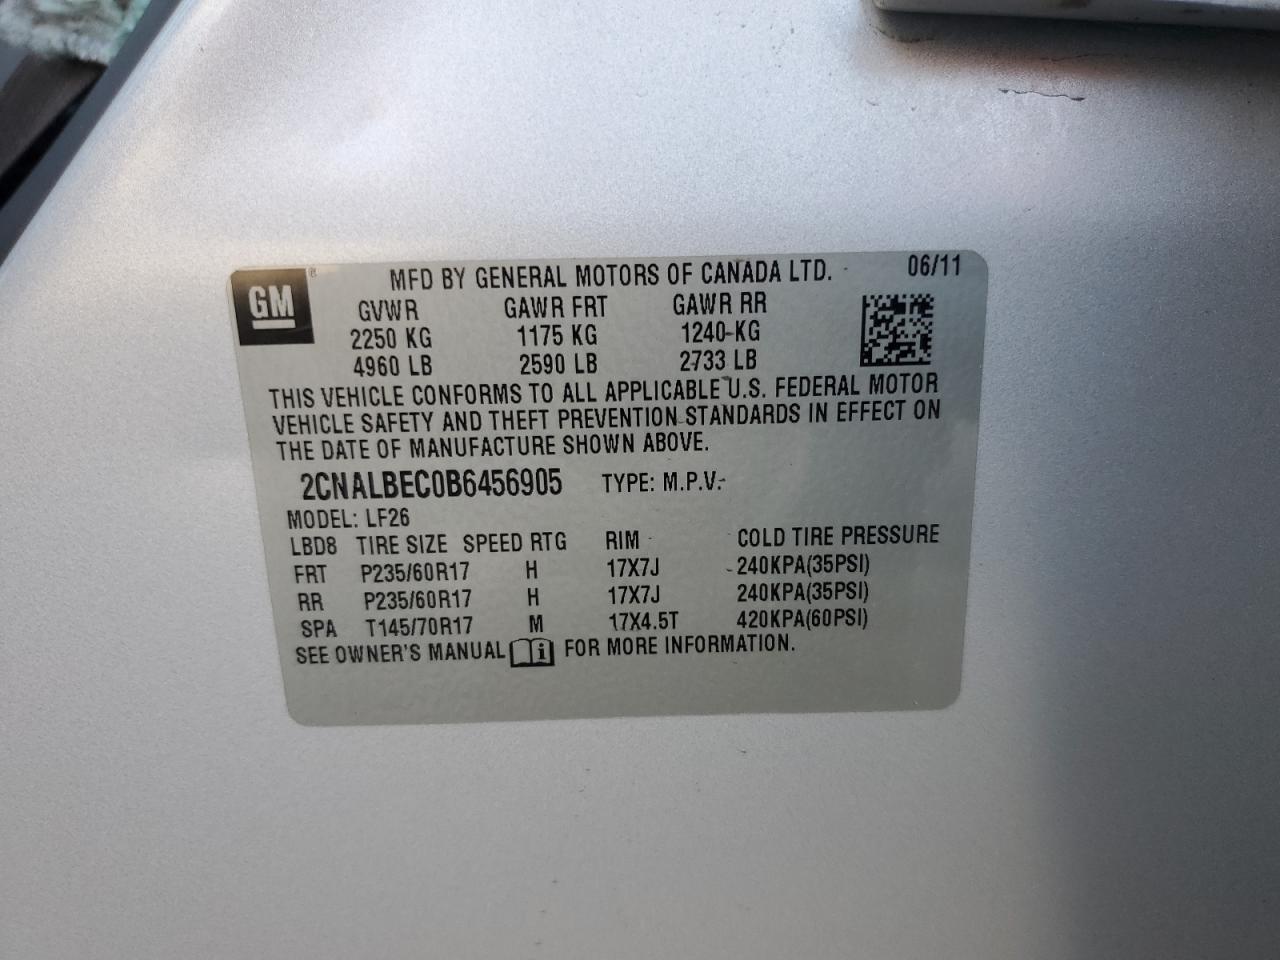 GM ® MFD BY GENERAL MOTORS OF CANADA LTD. 06/11
GVWR GAWR FRT GAWR RR
2250 KG 1175 KG 1240 KG
4960 LB 2590 LB 2733 LB
THIS VEHICLE CONFORMS TO ALL APPLICABLE U.S. FEDERAL MOTOR
VEHICLE SAFETY AND THEFT PREVENTION STANDARDS IN EFFECT ON
THE DATE OF MANUFACTURE SHOWN ABOVE.
2CNALBEC0B6456905 TYPE: M.P.V.
MODEL: LF26
LBD8 TIRE SIZE SPEED RTG RIM COLD TIRE PRESSURE
FRT P235/60R17 H 17X7J 240KPA(35PSI)
RR P235/60R17 H 17X7J 240KPA(35PSI)
SPA T145/70R17 M 17X4.5T 420KPA(60PSI)
SEE OWNER'S MANUAL i FOR MORE INFORMATION.